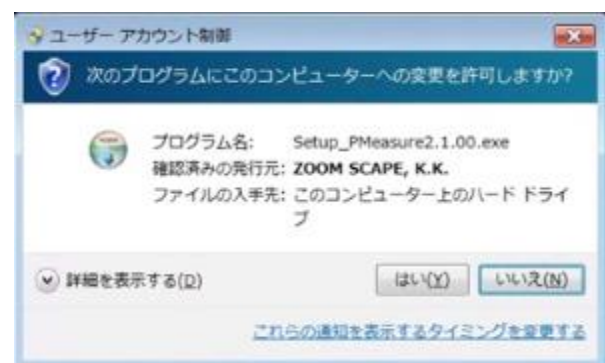 ユーザー アカウント制御
次のプログラムにこのコンピューターへの変更を許可しますか?
プログラム名: Setup_PMeasure2.1.00.exe
確認済みの発行元: ZOOM SCAPE, K.K.
ファイルの入手先: このコンピューター上のハード ドライ
ブ
詳細を表示する(D)
はい(Y)
いいえ(N)
これらの通知を表示するタイミングを変更する